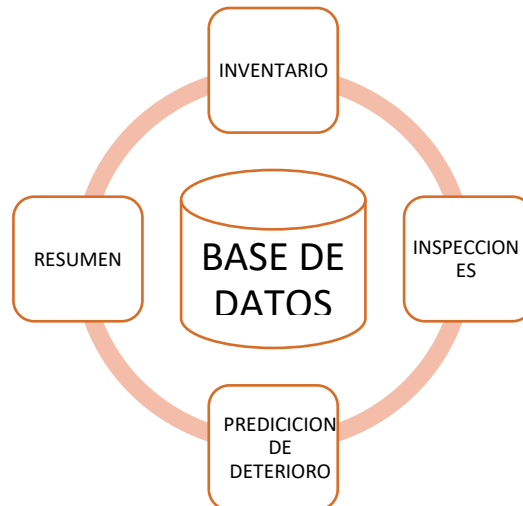 INVENTARIO
RESUMEN
BASE DE
DATOS
INSPECCION
ES
PREDICICION
DE
DETERIORO